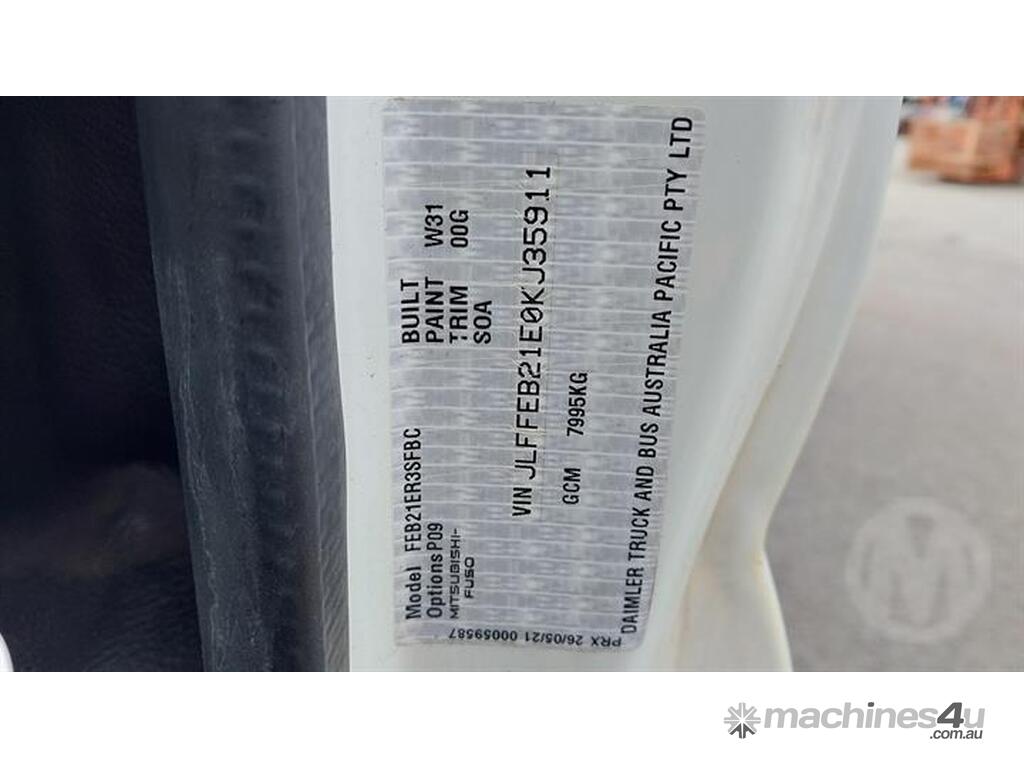 Model FEB21ER3SFBC BUILT
Options P09 PAINT W31
MITSUBISHI- TRIM 00G
FUSO SOA
VIN JLFFEB21E0KJ35911
GCM 7995KG
PRX 26/05/21 00059587
DAIMLER TRUCK AND BUS AUSTRALIA PACIFIC PTY LTD
M
machines4u
.com.au